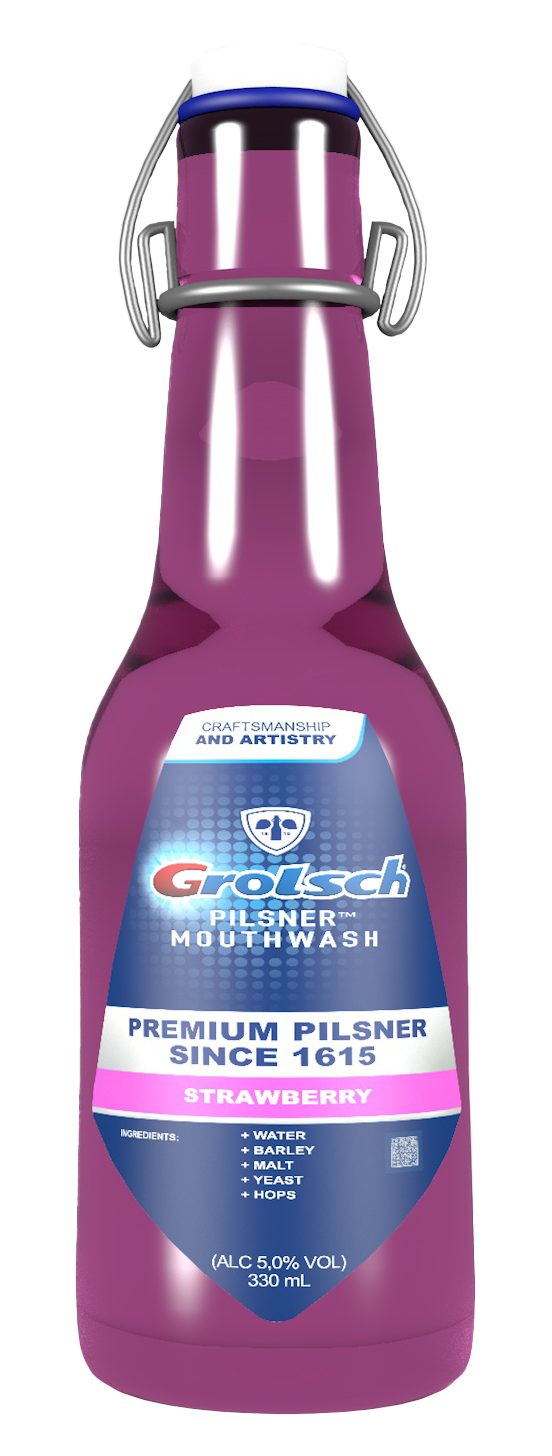 CRAFTSMANSHIP
AND ARTISTRY
Grolsch
PILSNER™
MOUTHWASH
PREMIUM PILSNER
SINCE 1615
STRAWBERRY
INGREDIENTS:
+ WATER
+ BARLEY
+ MALT
+ YEAST
+ HOPS
(ALC 5,0% VOL)
330 mL